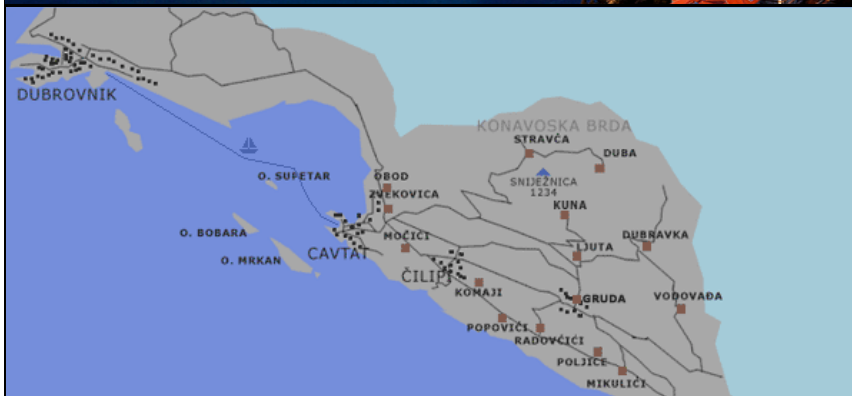 DUBROVNIK
KONAVOSKA BRDA
STRAVČA
DUBA
O. SUPETAR
OBOD
SNIJEŽNICA
1234
ZVEKOVICA
KUNA
O. BOBARA
MOČIĆI
DUBRAVKA
CAVTAT
LJUTA
O. MRKAN
ČILIPI
KOMAJI
GRUDA
VODOVAĐA
POPOVIĆI
RADOVČIĆI
POLJICE
MIKULIĆI